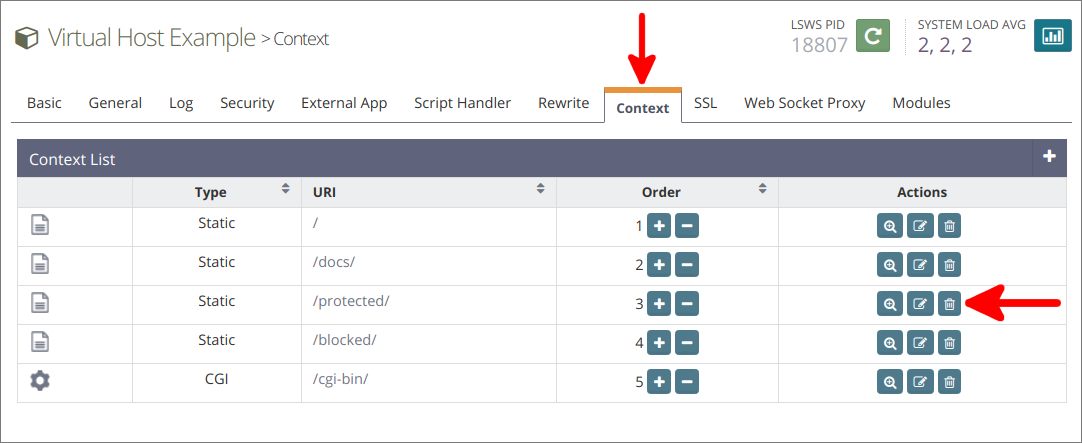 Virtual Host Example > Context
LSWS PID
18807
SYSTEM LOAD AVG
2, 2, 2
Basic General Log Security External App Script Handler Rewrite Context SSL Web Socket Proxy Modules
Context List
Type URI Order Actions
Static / 1
Static /docs/ 2
Static /protected/ 3
Static /blocked/ 4
CGI /cgi-bin/ 5